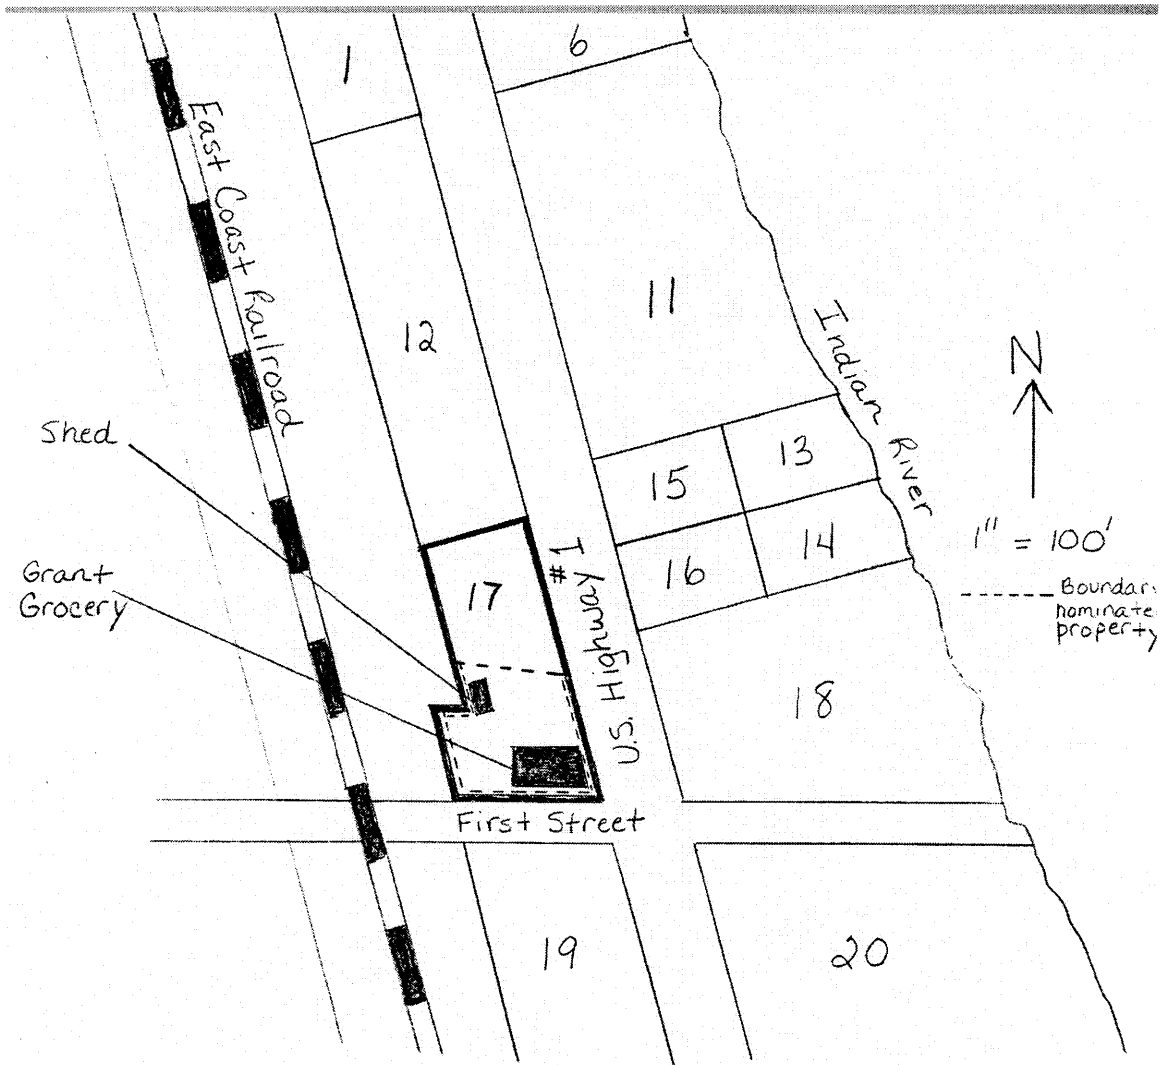 6
1
East Coast Railroad
11
12
Indian River
N
Shed
13
15
#1
1" = 100'
14
16
Grant
Grocery
17
Boundar
nominate
property
U.S. Highway
18
First Street
19
20